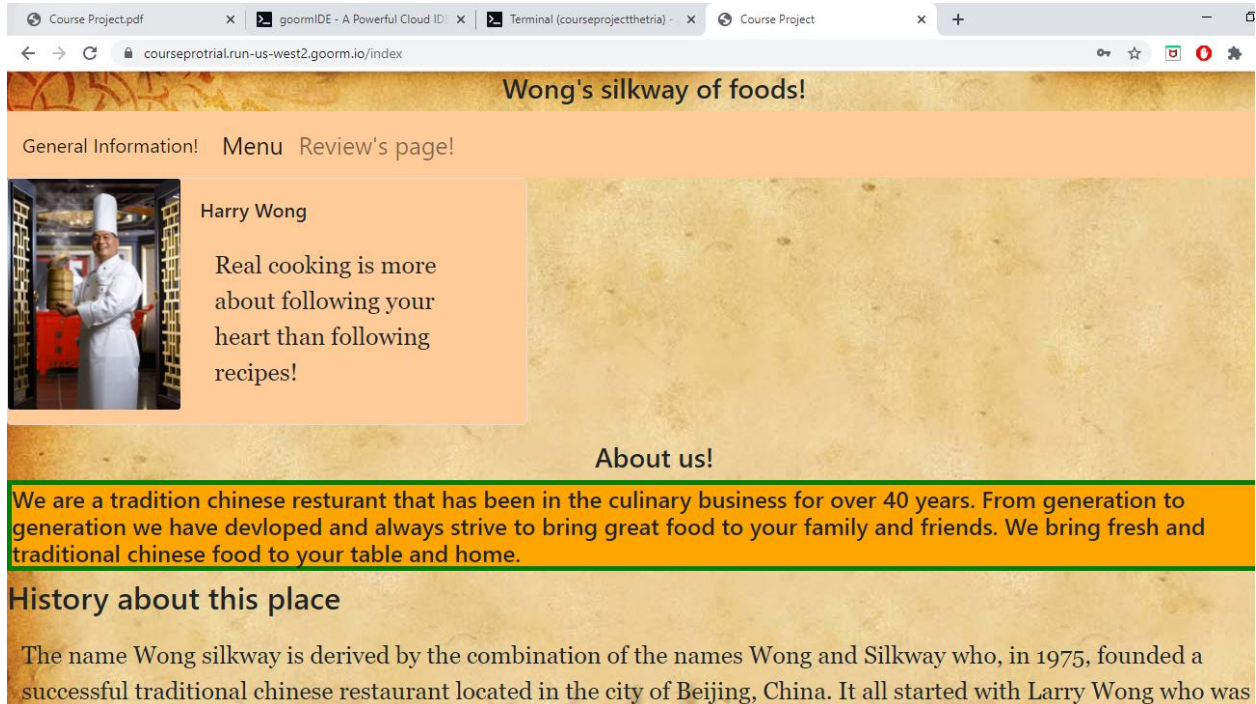 Course Project.pdf
goormIDE - A Powerful Cloud ID
Terminal (courseprojectthetria) -
Course Project
courseprotrial.run-us-west2.goorm.io/index
Wong's silkway of foods!
General Information! Menu Review's page!
Harry Wong
Real cooking is more
about following your
heart than following
recipes!
About us!
We are a tradition chinese resturant that has been in the culinary business for over 40 years. From generation to
generation we have devloped and always strive to bring great food to your family and friends. We bring fresh and
traditional chinese food to your table and home.
History about this place
The name Wong silkway is derived by the combination of the names Wong and Silkway who, in 1975, founded a
successful traditional chinese restaurant located in the city of Beijing, China. It all started with Larry Wong who was